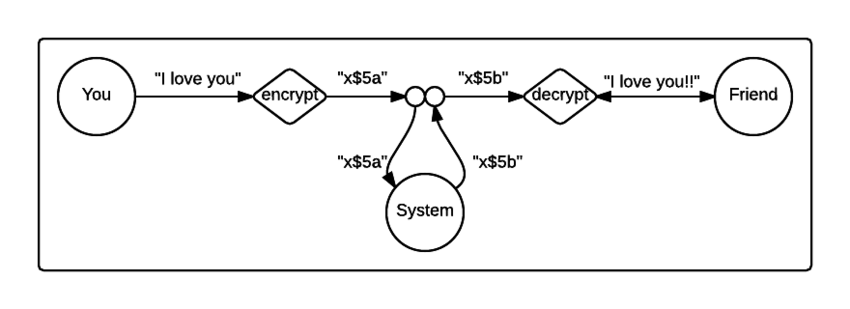 You
"I love you"
encrypt
"x$5a"
"x$5b"
decrypt
"I love you!!"
Friend
"x$5a"
"x$5b"
System